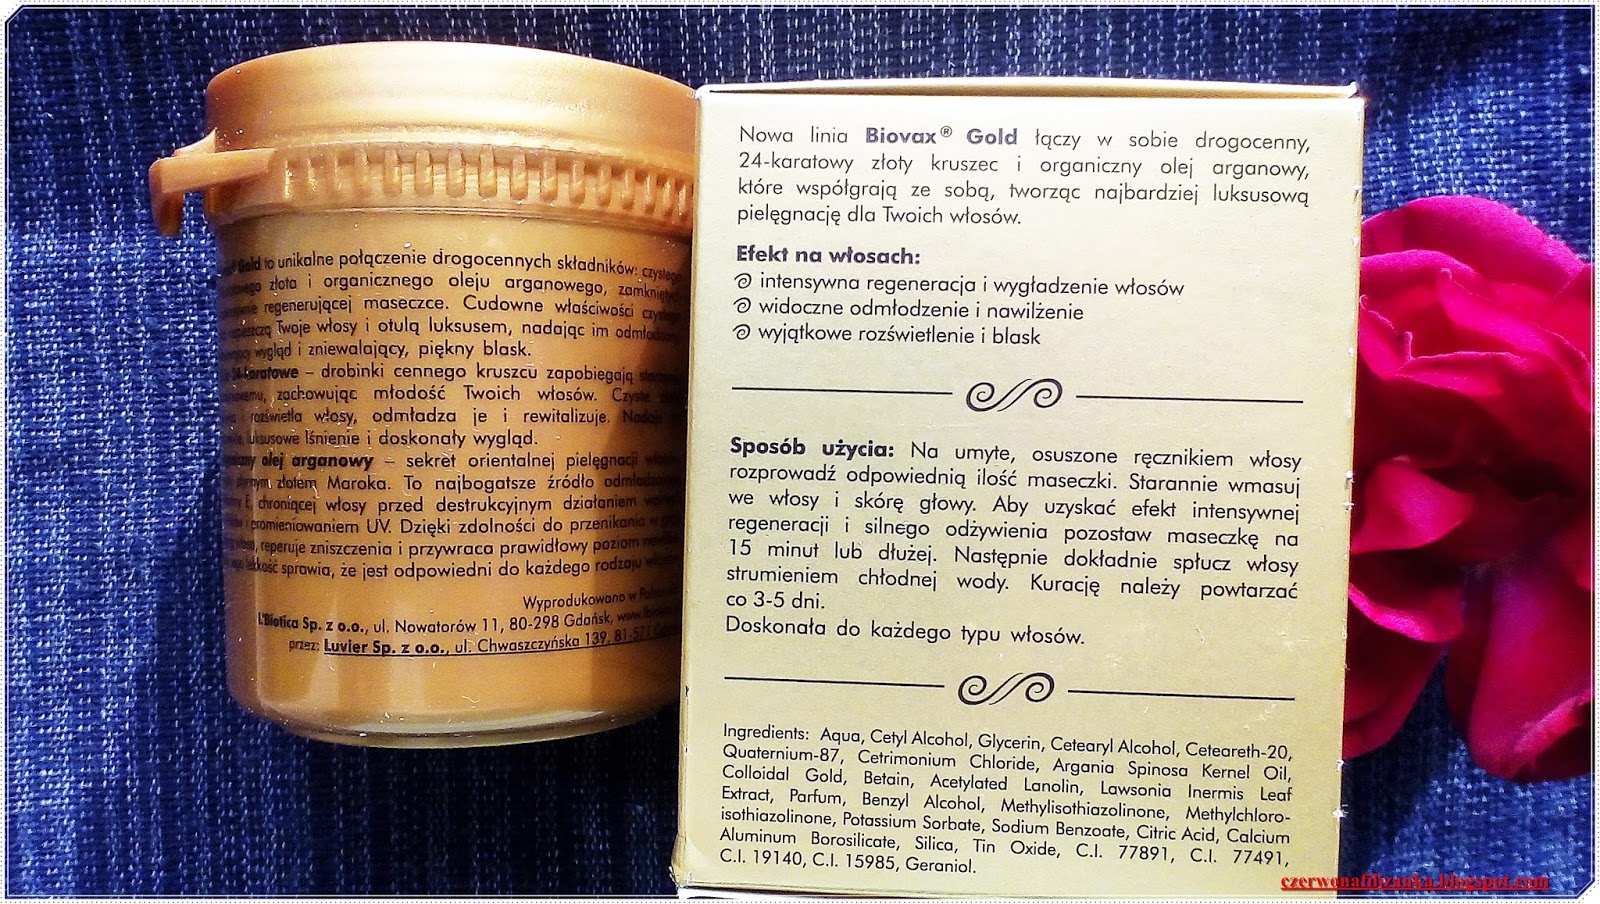 Gold to unikalne połączenie drogocennych składników: czystego
złota i organicznego oleju arganowego, zamkniętych
regenerującej maseczce. Cudowne właściwości
Twoje włosy i otulą luksusem, nadając im
wygląd i zniewalający, piękny blask.
24-karatowe – drobinki cennego kruszcu zapobiegają
zachowując młodość Twoich włosów. Czyste
rozświetla włosy, odmładza je i rewitalizuje. Nadaje
luksusowe lśnienie i doskonały wygląd.
olej arganowy – sekret orientalnej pielęgnacji włosów
złotem Maroka. To najbogatsze źródło
E, chroniącej włosy przed destrukcyjnym działaniem
i promieniowaniem UV. Dzięki zdolności do przenikania w
reperuje zniszczenia i przywraca prawidłowy poziom
lekkość sprawia, że jest odpowiedni do każdego rodzaju
Wyprodukowano w
L'Biotica Sp. z o.o., ul. Nowatorów 11, 80-298 Gdańsk,
przez: Luvier Sp. z o.o., ul. Chwaszczyńska 139, 81-571
Nowa linia Biovax® Gold łączy w sobie drogocenny,
24-karatowy złoty kruszec i organiczny olej arganowy,
które współgrają ze sobą, tworząc najbardziej luksusową
pielęgnację dla Twoich włosów.
Efekt na włosach:
intensywna regeneracja i wygładzenie włosów
widoczne odmłodzenie i nawilżenie
wyjątkowe rozświetlenie i blask
Sposób użycia: Na umyte, osuszone ręcznikiem włosy
rozprowadź odpowiednią ilość maseczki. Starannie wmasuj
we włosy i skórę głowy. Aby uzyskać efekt intensywnej
regeneracji i silnego odżywienia pozostaw maseczkę na
15 minut lub dłużej. Następnie dokładnie spłucz włosy
strumieniem chłodnej wody. Kurację należy powtarzać
co 3-5 dni.
Doskonała do każdego typu włosów.
Ingredients: Aqua, Cetyl Alcohol, Glycerin, Cetearyl Alcohol, Ceteareth-20,
Quaternium-87, Cetrimonium Chloride, Argania Spinosa Kernel Oil,
Colloidal Gold, Betain, Acetylated Lanolin, Lawsonia Inermis Leaf
Extract, Parfum, Benzyl Alcohol, Methylisothiazolinone, Methylchloro-
isothiazolinone, Potassium Sorbate, Sodium Benzoate, Citric Acid, Calcium
Aluminum Borosilicate, Silica, Tin Oxide, C.I. 77891, C.I. 77491,
C.I. 19140, C.I. 15985, Geraniol.
czerwonafilizanka.blogspot.com